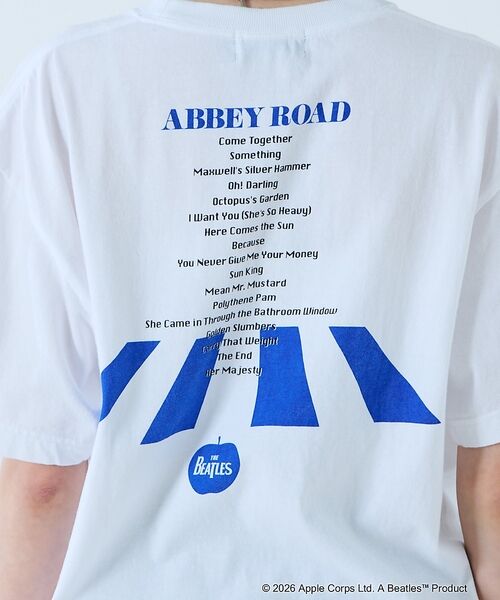 ABBEY ROAD
Come Together
Something
Maxwell's Silver Hammer
Oh! Darling
Octopus's Garden
I Want You (She's So Heavy)
Here Comes the Sun
Because
You Never Give Me Your Money
Sun King
Mean Mr. Mustard
Polythene Pam
She Came in Through the Bathroom Window
Golden Slumbers
Carry That Weight
The End
Her Majesty
THE
BEATLES
© 2026 Apple Corps Ltd. A Beatles™ Product